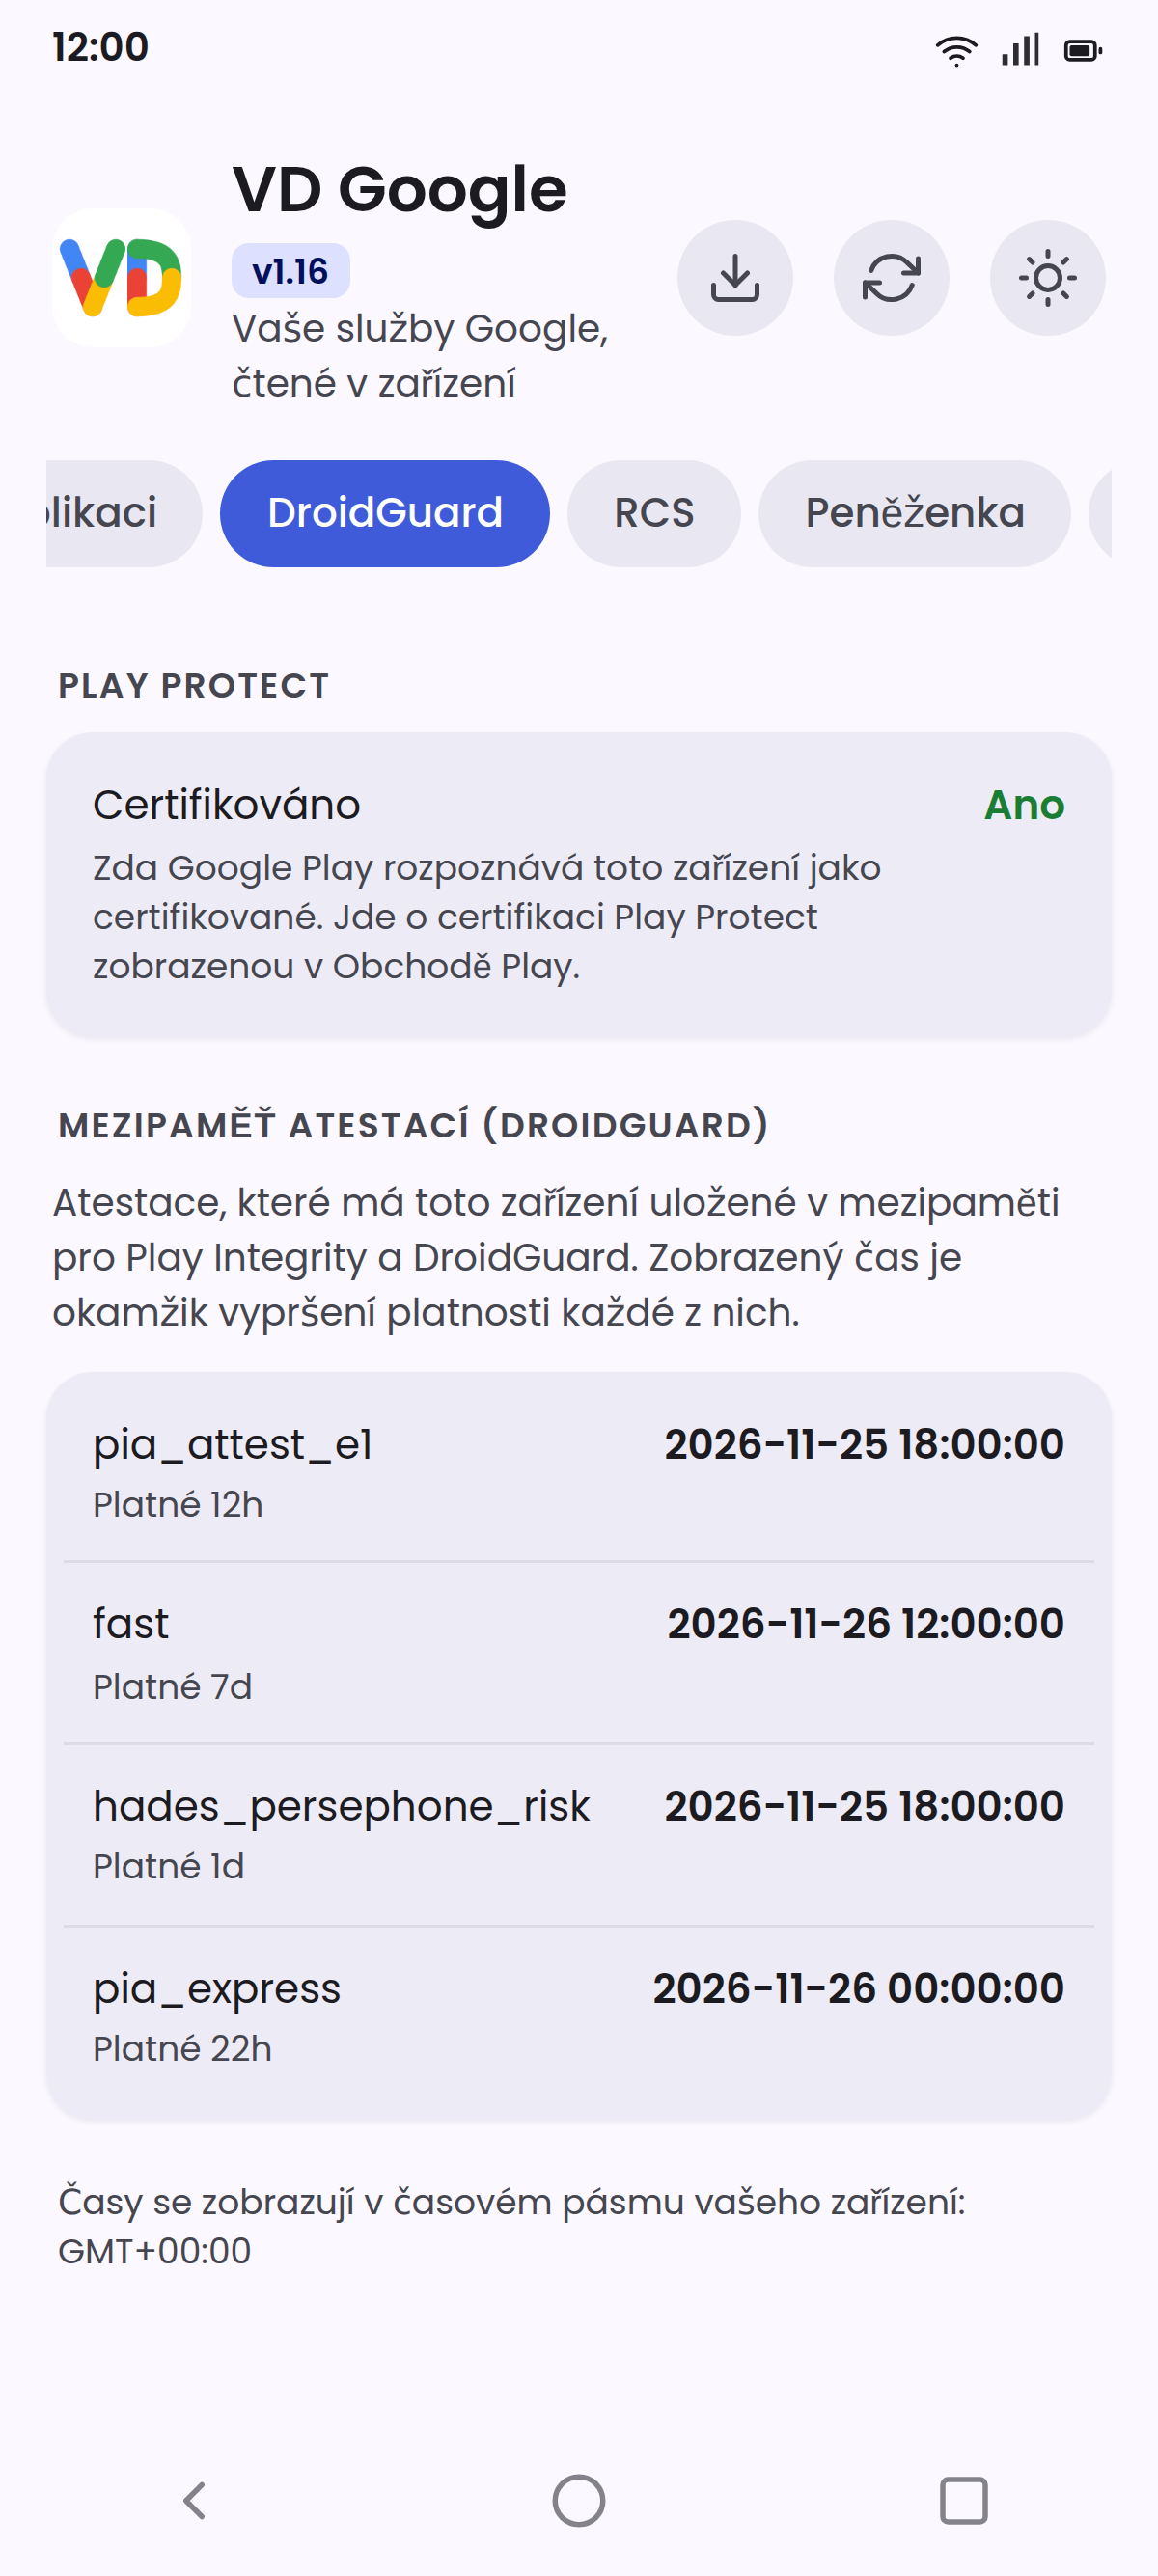 12:00
VD Google
v1.16
Vaše služby Google,
čtené v zařízení
likaci
DroidGuard
RCS
Peněženka
PLAY PROTECT
Certifikováno
Ano
Zda Google Play rozpoznává toto zařízení jako
certifikované. Jde o certifikaci Play Protect
zobrazenou v Obchodě Play.
MEZIPAMĚŤ ATESTACÍ (DROIDGUARD)
Atestace, které má toto zařízení uložené v mezipaměti
pro Play Integrity a DroidGuard. Zobrazený čas je
okamžik vypršení platnosti každé z nich.
pia_attest_e1
2026-11-25 18:00:00
Platné 12h
fast
2026-11-26 12:00:00
Platné 7d
hades_persephone_risk
2026-11-25 18:00:00
Platné 1d
pia_express
2026-11-26 00:00:00
Platné 22h
Časy se zobrazují v časovém pásmu vašeho zařízení:
GMT+00:00